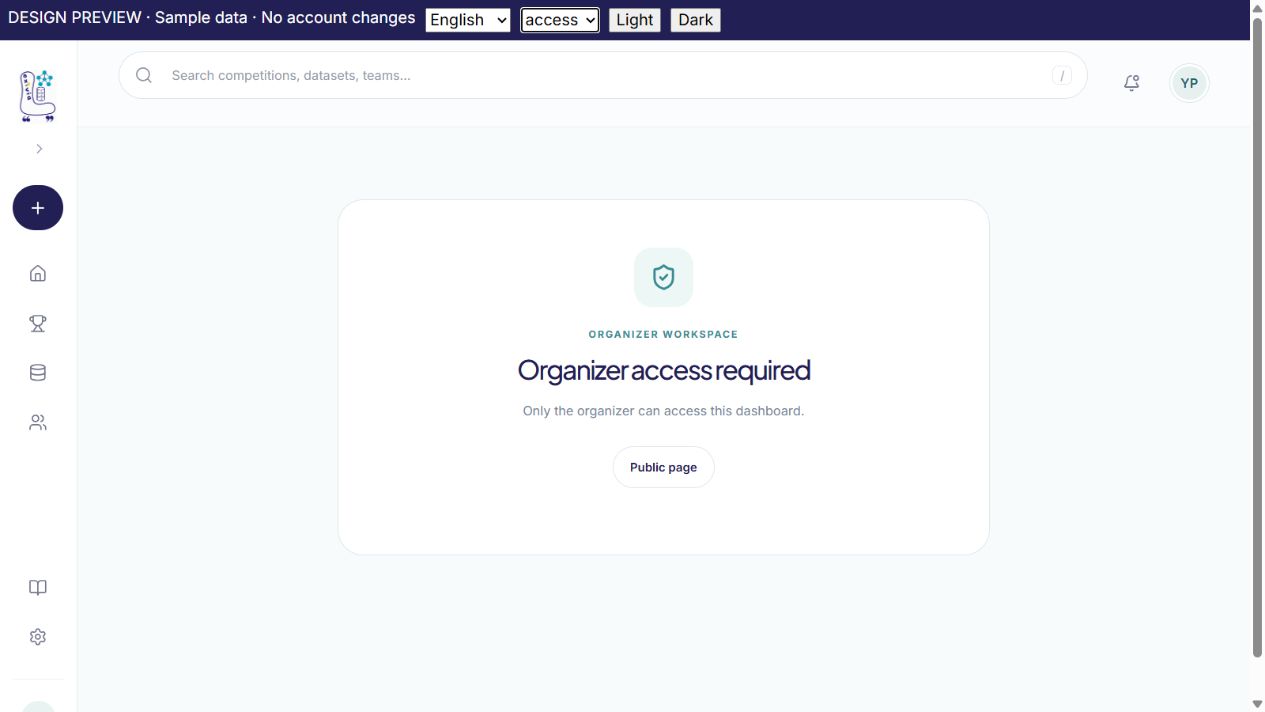 DESIGN PREVIEW · Sample data · No account changes English access Light Dark
Search competitions, datasets, teams... /
YP
ORGANIZER WORKSPACE
Organizer access required
Only the organizer can access this dashboard.
Public page